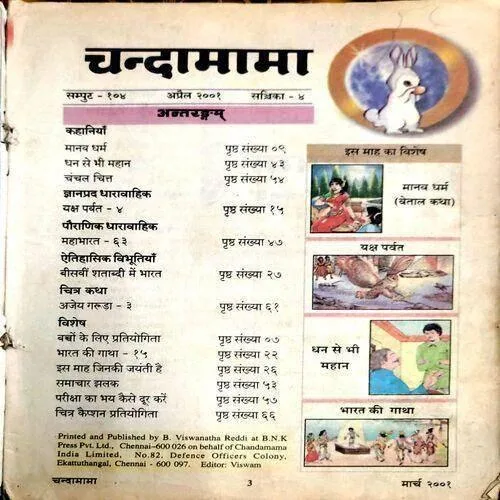 चन्दामामा
सम्पुट - १०४ अप्रैल २००१ सञ्चिका - ४
अन्तरङ्गम्
कहानियाँ
मानव धर्म पृष्ठ संख्या ०९
धन से भी महान पृष्ठ संख्या ४३
चंचल चित्त पृष्ठ संख्या ५४
ज्ञानप्रद धारावाहिक
यक्ष पर्वत - ४ पृष्ठ संख्या १५
पौराणिक धारावाहिक
महाभारत - ६३ पृष्ठ संख्या ४७
ऐतिहासिक विभूतियाँ
बीसवीं शताब्दी में भारत पृष्ठ संख्या २७
चित्र कथा
अजेय गरूडा - ३ पृष्ठ संख्या ६१
विशेष
बच्चों के लिए प्रतियोगिता पृष्ठ संख्या ०७
भारत की गाथा - १५ पृष्ठ संख्या २२
इस माह जिनकी जयंती है पृष्ठ संख्या २६
समाचार झलक पृष्ठ संख्या ५३
परीक्षा का भय कैसे दूर करें पृष्ठ संख्या ५७
चित्र कैप्शन प्रतियोगिता पृष्ठ संख्या ६६
इस माह का विशेष
मानव धर्म
(बेताल कथा)
यक्ष पर्वत
धन से भी
महान
भारत की गाथा
Printed and Published by B. Viswanatha Reddi at B.N.K
Press Pvt. Ltd., Chennai-600 026 on behalf of Chandamama
India Limited, No.82, Defence Officers Colony,
Ekattuthangal, Chennai - 600 097. Editor: Viswam
चन्दामामा 3 मार्च २००१